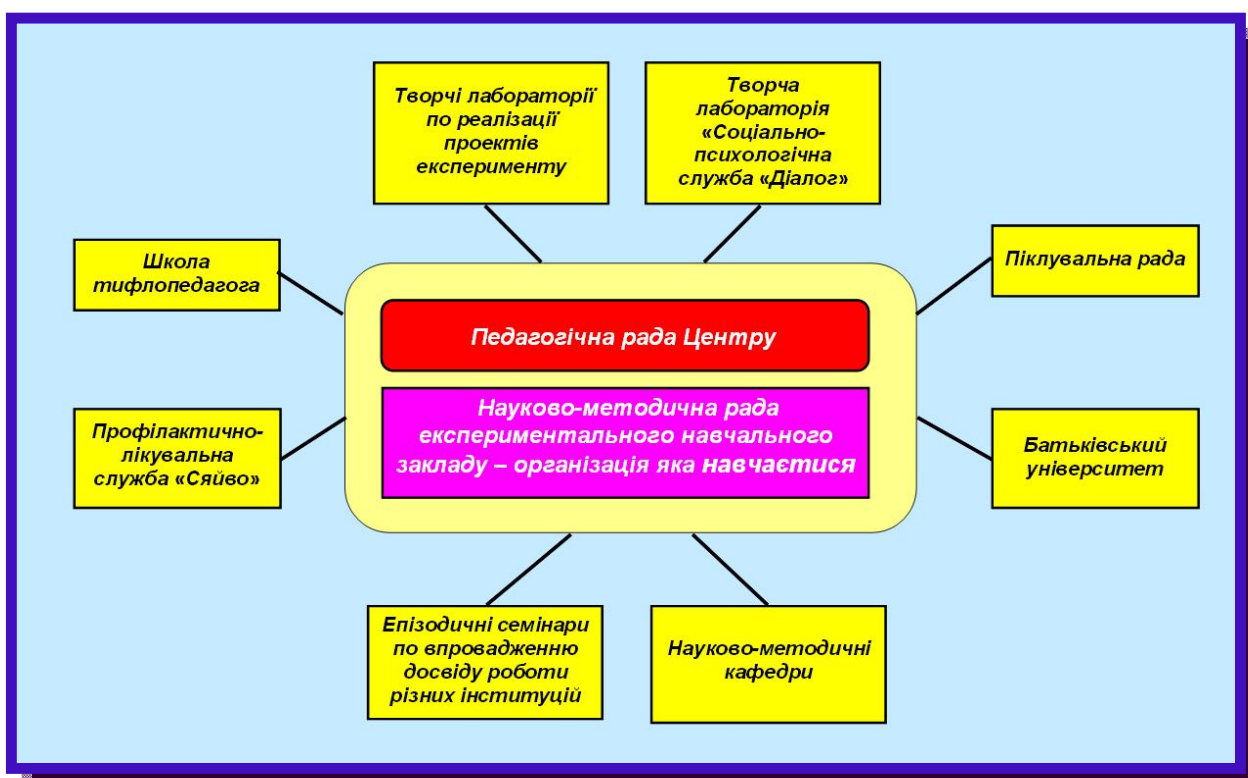 Творчі лабораторії
по реалізації
проектів
експерименту
Творча
лабораторія
«Соціально-
психологічна
служба «Діалог»
Школа
тифлопедагога
Піклувальна рада
Педагогічна рада Центру
Науково-методична рада
експериментального навчального
закладу – організація яка навчаєтися
Профілактично-
лікувальна
служба «Сяйво»
Батьківський
університет
Епізодичні семінари
по впровадженню
досвіду роботи
різних інституцій
Науково-методичні
кафедри